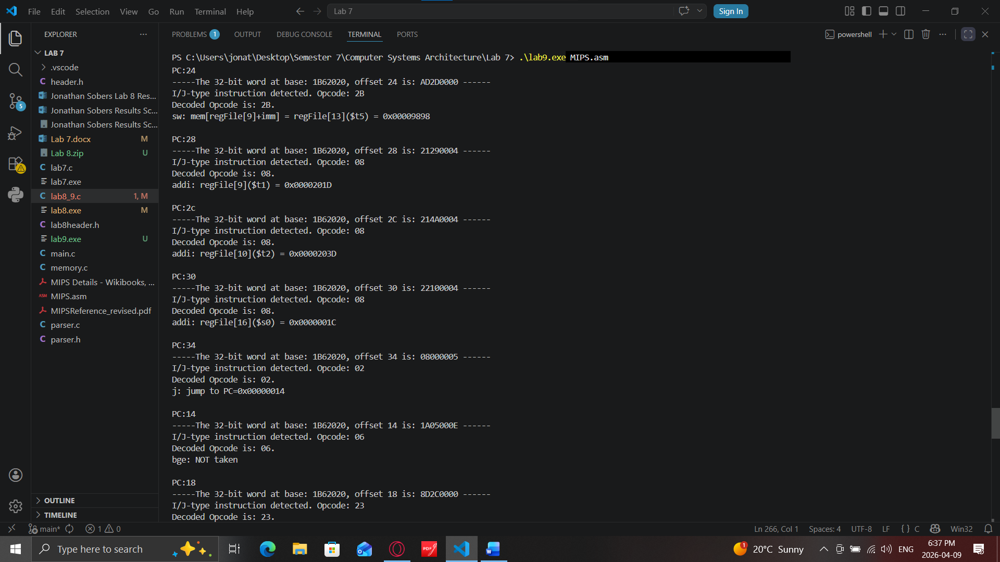 File Edit Selection View Go Run Terminal Help
Lab 7
Sign In
EXPLORER
LAB 7
.vscode
header.h
Jonathan Sobers Lab 8 Res...
Jonathan Sobers Results Sc...
Jonathan Sobers Results Sc...
Lab 7.docx M
Lab 8.zip U
lab7.c
lab7.exe
lab8_9.c 1, M
lab8.exe M
lab8header.h
lab9.exe U
main.c
memory.c
MIPS Details - Wikibooks, ...
ASM MIPS.asm
MIPSReference_revised.pdf
parser.c
parser.h
OUTLINE
TIMELINE
5
PROBLEMS 1 OUTPUT DEBUG CONSOLE TERMINAL PORTS
powershell
PS C:\Users\jonat\Desktop\Semester 7\Computer Systems Architecture\Lab 7> .\lab9.exe MIPS.asm
PC:24
-----The 32-bit word at base: 1B62020, offset 24 is: AD2D0000 ------
I/J-type instruction detected. Opcode: 2B
Decoded Opcode is: 2B.
sw: mem[regFile[9]+imm] = regFile[13]($t5) = 0x00009898
PC:28
-----The 32-bit word at base: 1B62020, offset 28 is: 21290004 ------
I/J-type instruction detected. Opcode: 08
Decoded Opcode is: 08.
addi: regFile[9]($t1) = 0x0000201D
PC:2c
-----The 32-bit word at base: 1B62020, offset 2C is: 214A0004 ------
I/J-type instruction detected. Opcode: 08
Decoded Opcode is: 08.
addi: regFile[10]($t2) = 0x0000203D
PC:30
-----The 32-bit word at base: 1B62020, offset 30 is: 22100004 ------
I/J-type instruction detected. Opcode: 08
Decoded Opcode is: 08.
addi: regFile[16]($s0) = 0x0000001C
PC:34
-----The 32-bit word at base: 1B62020, offset 34 is: 08000005 ------
I/J-type instruction detected. Opcode: 02
Decoded Opcode is: 02.
j: jump to PC=0x00000014
PC:14
-----The 32-bit word at base: 1B62020, offset 14 is: 1A05000E ------
I/J-type instruction detected. Opcode: 06
Decoded Opcode is: 06.
bge: NOT taken
PC:18
-----The 32-bit word at base: 1B62020, offset 18 is: 8D2C0000 ------
I/J-type instruction detected. Opcode: 23
Decoded Opcode is: 23.
main* 1 0 Ln 266, Col 1 Spaces: 4 UTF-8 LF { } C Win32
Type here to search
PDF
1
20°C Sunny
ENG
6:37 PM
2026-04-09